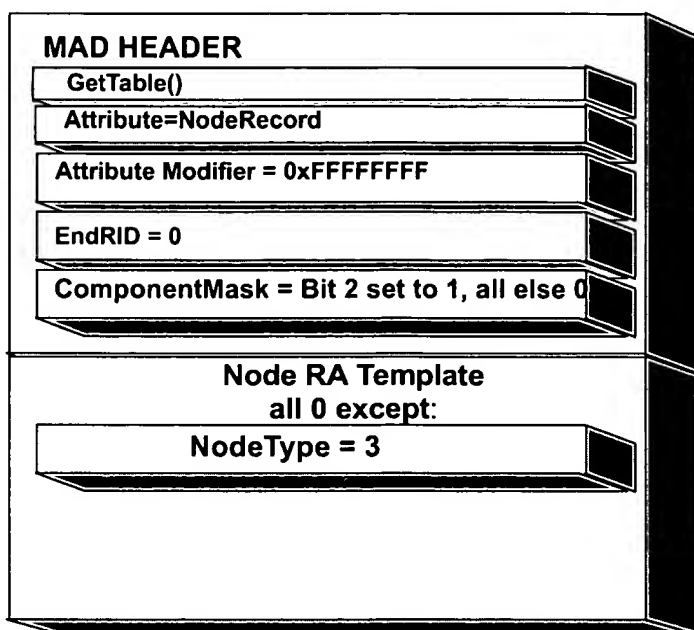 MAD HEADER
GetTable()
Attribute=NodeRecord
Attribute Modifier = 0xFFFFFFFF
EndRID = 0
ComponentMask = Bit 2 set to 1, all else 0
Node RA Template
all 0 except:
NodeType = 3